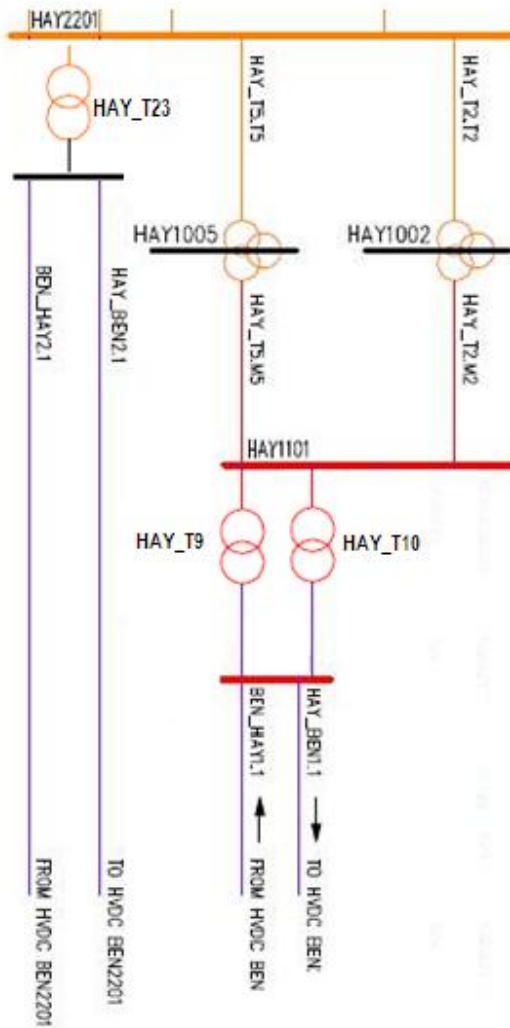 HAY2201
HAY_T23
HAY_T5.T5
HAY_T2.T2
HAY1005
HAY1002
BEN_HAY2.1
HAY_BEN2.1
HAY_T5.M5
HAY_T2.M2
HAY1101
HAY_T9
HAY_T10
BEN_HAY1.1
HAY_BEN1.1
FROM HVDC BEN2201
TO HVDC BEN2201
FROM HVDC BEN
TO HVDC BEN